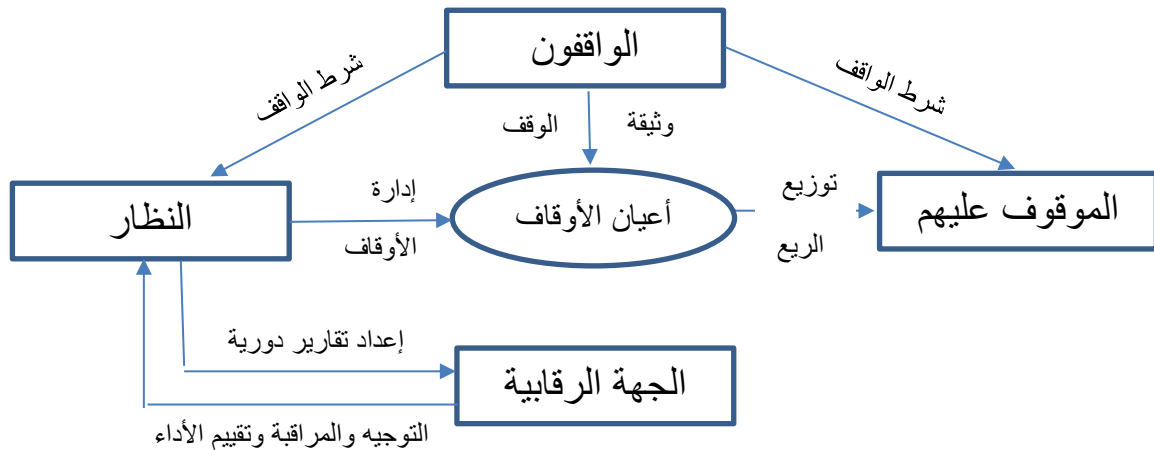 الواقفون
شرط الواقف
شرط الواقف
وثيقة
الوقف
توزيع
إدارة
الموقوف عليهم
أعيان الأوقاف
النظار
الريع
الأوقاف
إعداد تقارير دورية
الجهة الرقابية
التوجيه والمراقبة وتقييم الأداء